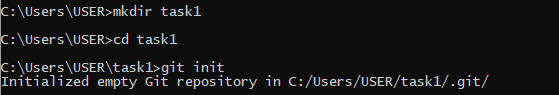 C:\Users\USER>mkdir task1
C:\Users\USER>cd task1
C:\Users\USER\task1>git init
Initialized empty Git repository in C:/Users/USER/task1/.git/